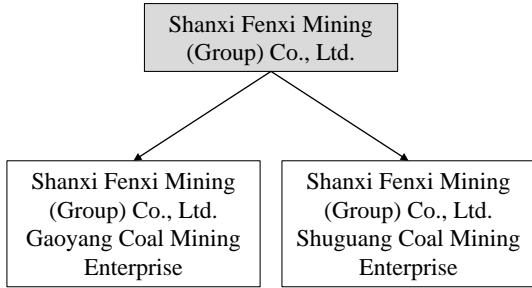 Shanxi Fenxi Mining
(Group) Co., Ltd.
Shanxi Fenxi Mining
(Group) Co., Ltd.
Gaoyang Coal Mining
Enterprise
Shanxi Fenxi Mining
(Group) Co., Ltd.
Shuguang Coal Mining
Enterprise